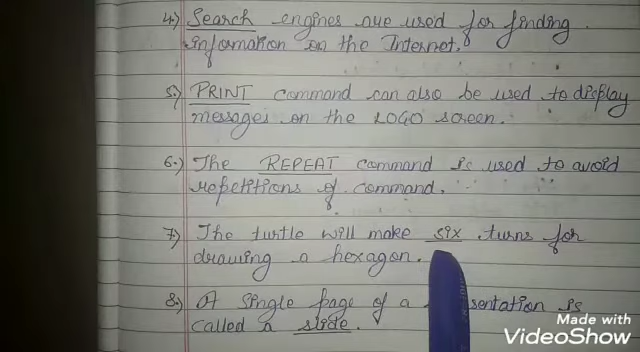 4.) Search engines are used for finding
information on the Internet.
5.) PRINT command can also be used to display
messages on the LOGO screen.
6.) The REPEAT command is used to avoid
repetitions of command.
7.) The turtle will make six turns for
drawing a hexagon.
8.) A single page of a sentation is
called a slide.
Made with
VideoShow